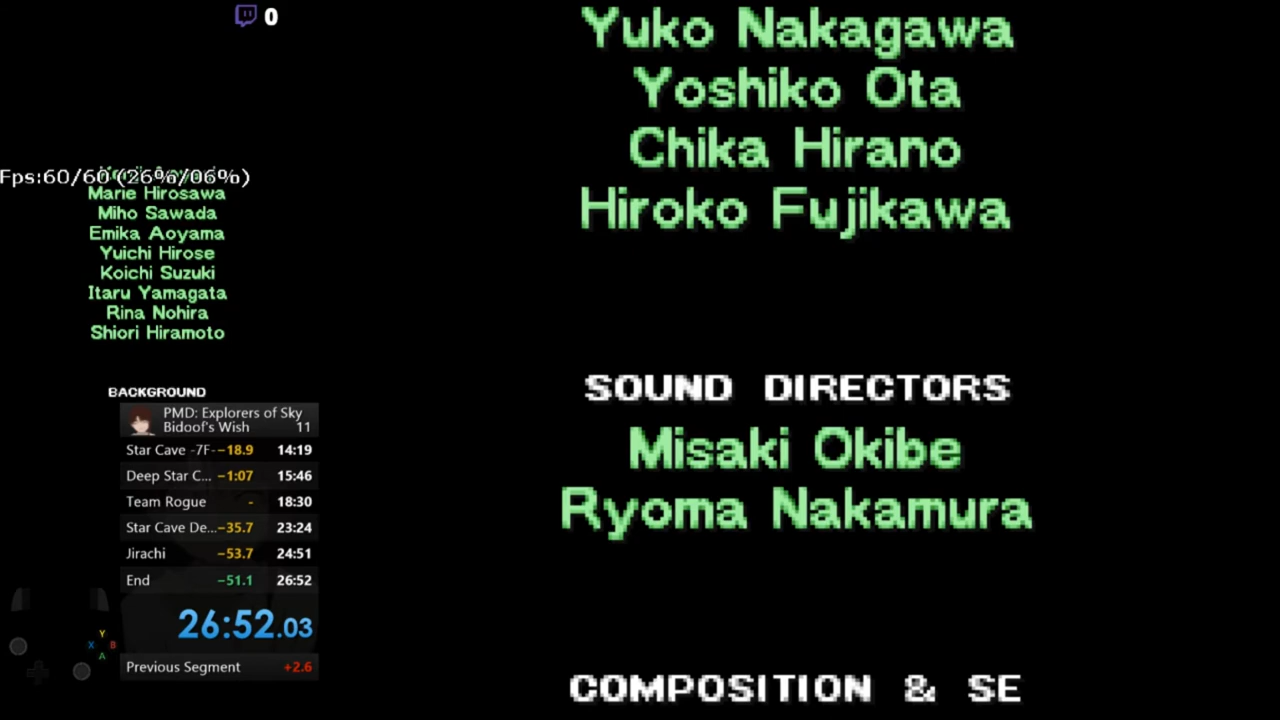 0
Fps:60/60(26%/06%)
Marie Hirosawa
Miho Sawada
Emika Aoyama
Yuichi Hirose
Koichi Suzuki
Itaru Yamagata
Rina Nohira
Shiori Hiramoto
BACKGROUND
PMD: Explorers of Sky
Bidoof's Wish 11
Star Cave -7F- −18.9 14:19
Deep Star C... −1:07 15:46
Team Rogue - 18:30
Star Cave De... −35.7 23:24
Jirachi −53.7 24:51
End −51.1 26:52
26:52.03
Previous Segment +2.6
Y
X B
A
Yuko Nakagawa
Yoshiko Ota
Chika Hirano
Hiroko Fujikawa
SOUND DIRECTORS
Misaki Okibe
Ryoma Nakamura
COMPOSITION & SE